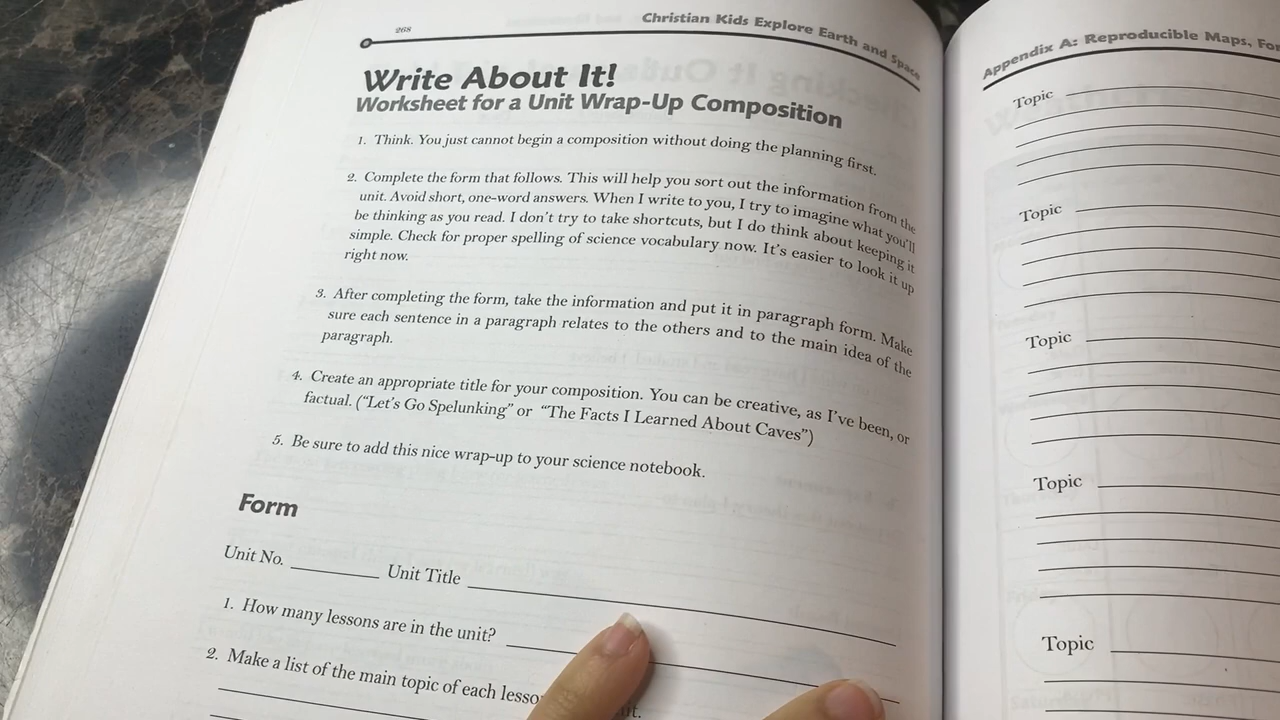 268
Christian Kids Explore Earth and Space
Write About It!
Worksheet for a Unit Wrap-Up Composition
1. Think. You just cannot begin a composition without doing the planning first.
2. Complete the form that follows. This will help you sort out the information from the
unit. Avoid short, one-word answers. When I write to you, I try to imagine what you'll
be thinking as you read. I don't try to take shortcuts, but I do think about keeping it
simple. Check for proper spelling of science vocabulary now. It's easier to look it up
right now.
3. After completing the form, take the information and put it in paragraph form. Make
sure each sentence in a paragraph relates to the others and to the main idea of the
paragraph.
4. Create an appropriate title for your composition. You can be creative, as I've been, or
factual. ("Let's Go Spelunking" or "The Facts I Learned About Caves")
5. Be sure to add this nice wrap-up to your science notebook.
Form
Unit No. Unit Title
1. How many lessons are in the unit?
2. Make a list of the main topic of each
Appendix A: Reproducible Maps,
Topic
Topic
Topic
Topic
Topic